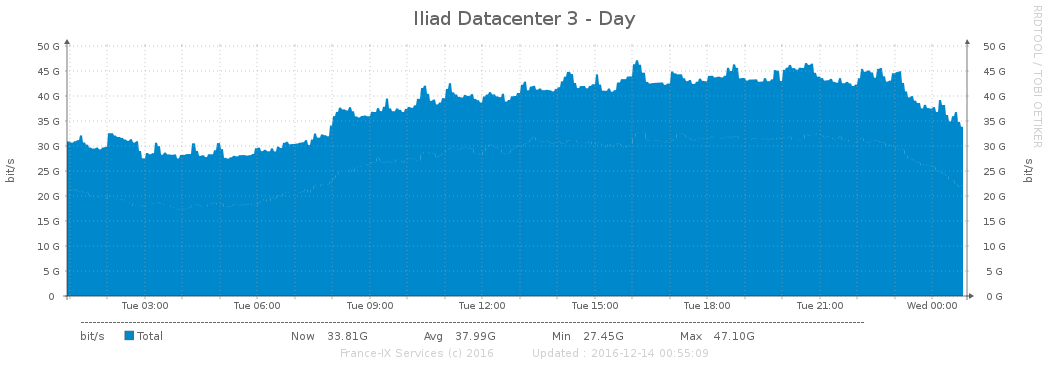 Iliad Datacenter 3 - Day
RRDTOOL / TOBI OETIKER
bit/s
50 G 50 G
45 G 45 G
40 G 40 G
35 G 35 G
30 G 30 G
25 G 25 G
20 G 20 G
15 G 15 G
10 G 10 G
5 G 5 G
0 0 G
bit/s
Tue 03:00 Tue 06:00 Tue 09:00 Tue 12:00 Tue 15:00 Tue 18:00 Tue 21:00 Wed 00:00
bit/s Total Now 33.81G Avg 37.99G Min 27.45G Max 47.10G
France-IX Services (c) 2016 Updated : 2016-12-14 00:55:09